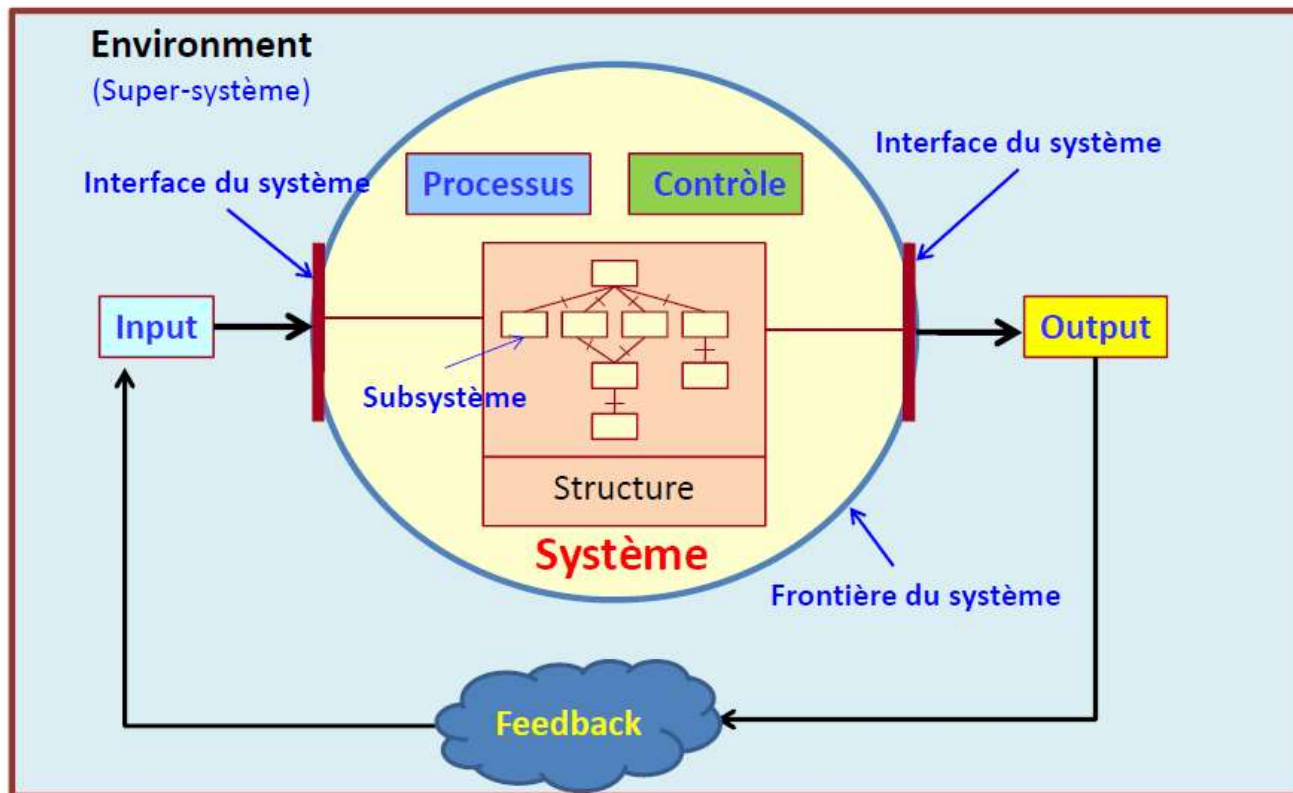 Environment
(Super-système)
Interface du système
Interface du système
Processus
Contròle
Input
Output
Subsystème
Structure
Système
Frontière du système
Feedback